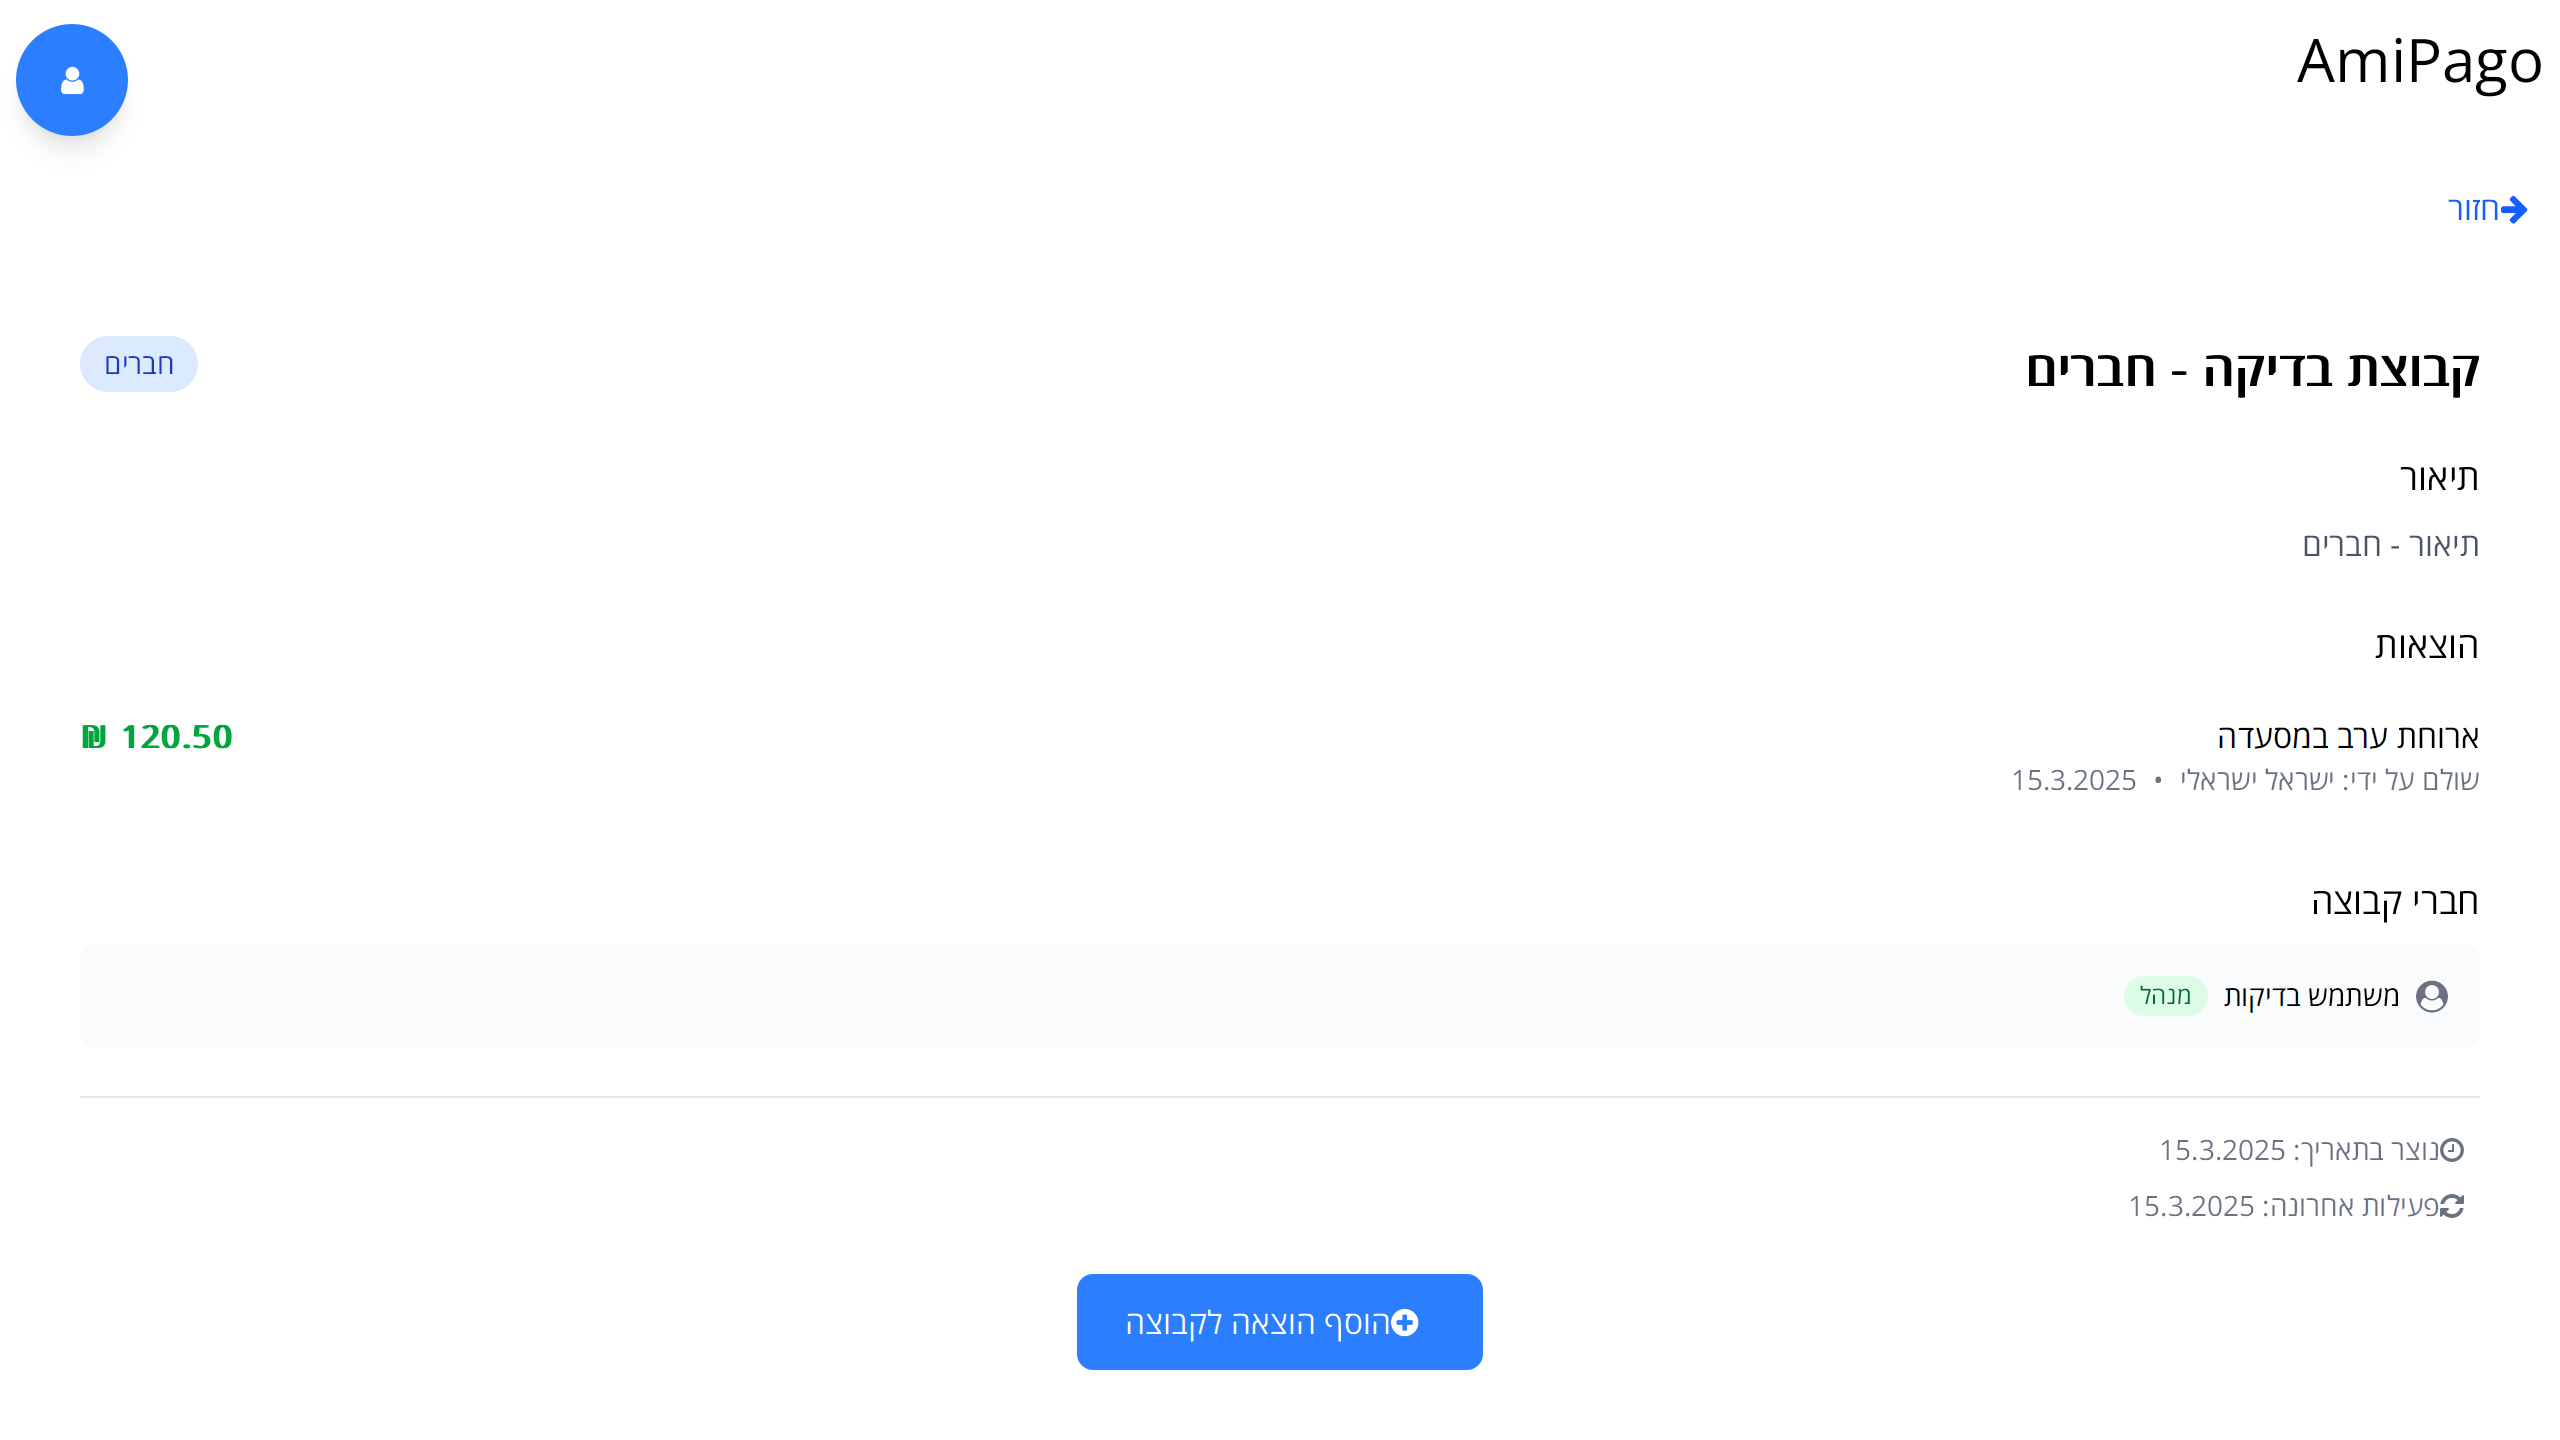 AmiPago
חזור
קבוצת בדיקה - חברים
חברים
תיאור
תיאור - חברים
הוצאות
ארוחת ערב במסעדה
120.50 ₪
שולם על ידי: ישראל ישראלי • 15.3.2025
חברי קבוצה
משתמש בדיקות מנהל
נוצר בתאריך: 15.3.2025
פעילות אחרונה: 15.3.2025
הוסף הוצאה לקבוצה